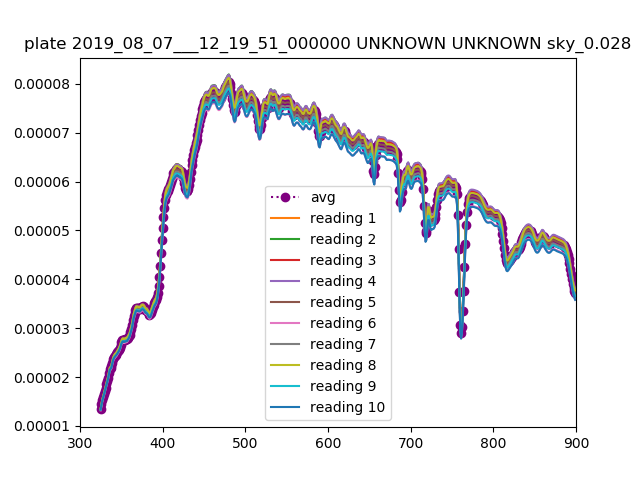 plate 2019_08_07___12_19_51_000000 UNKNOWN UNKNOWN sky_0.028
0.00008
0.00007
0.00006
0.00005
0.00004
0.00003
0.00002
0.00001
avg
reading 1
reading 2
reading 3
reading 4
reading 5
reading 6
reading 7
reading 8
reading 9
reading 10
300 400 500 600 700 800 900